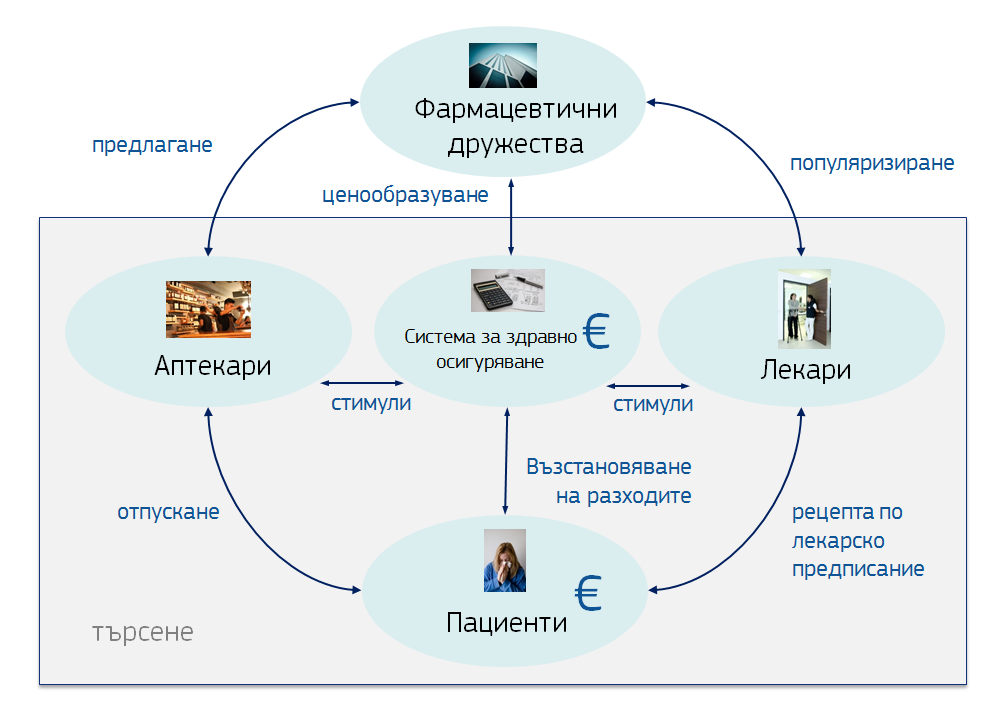 Фармацевтични
дружества
предлагане
популяризиране
ценообразуване
Аптекари
Система за здравно
осигуряване
€
Лекари
стимули
стимули
Възстановяване
на разходите
отпускане
рецепта по
лекарско
предписание
€
Пациенти
търсене